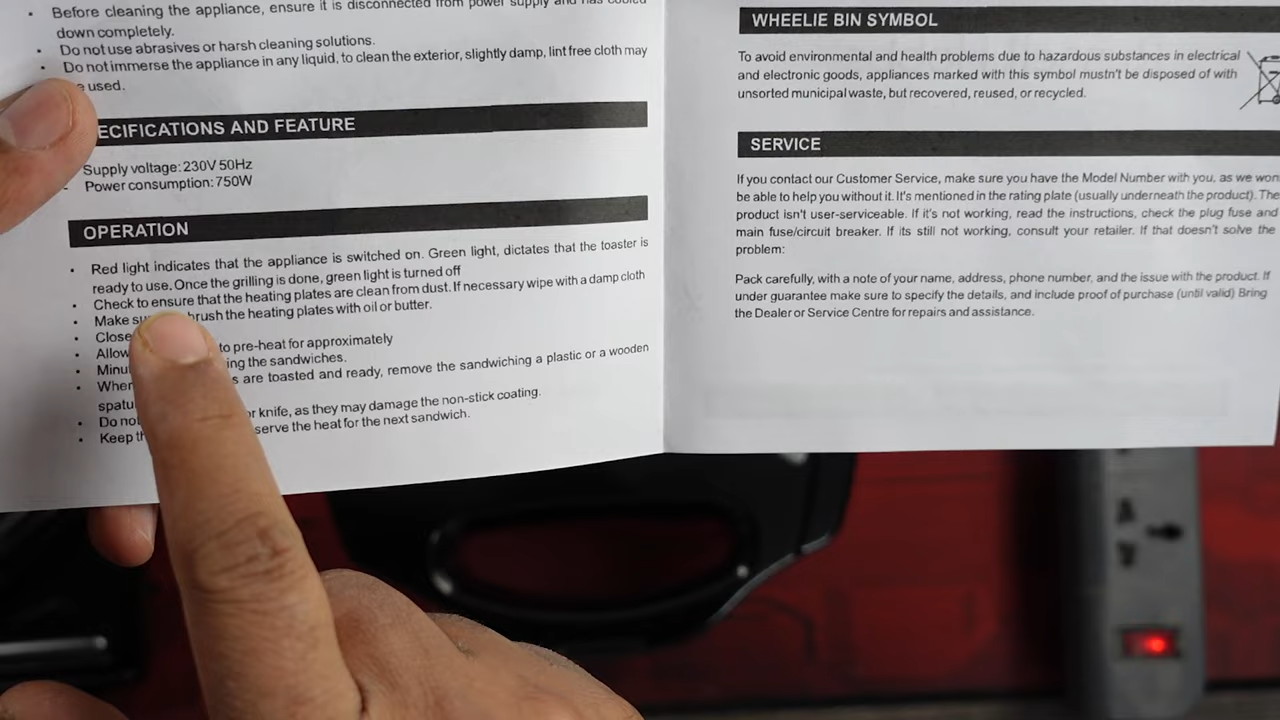 Before cleaning the appliance, ensure it is disconnected from power supply and has cooled
down completely.
Do not use abrasives or harsh cleaning solutions.
Do not immerse the appliance in any liquid, to clean the exterior, slightly damp, lint free cloth may
used.
ECIFICATIONS AND FEATURE
Supply voltage: 230V 50Hz
Power consumption: 750W
OPERATION
Red light indicates that the appliance is switched on. Green light, dictates that the toaster is
ready to use. Once the grilling is done, green light is turned off
Check to ensure that the heating plates are clean from dust. If necessary wipe with a damp cloth
Make brush the heating plates with oil or butter.
Close
Allow to pre-heat for approximately
ing the sandwiches.
are toasted and ready, remove the sandwiching a plastic or a wooden
Do or knife, as they may damage the non-stick coating.
Keep serve the heat for the next sandwich.
WHEELIE BIN SYMBOL
To avoid environmental and health problems due to hazardous substances in electrical
and electronic goods, appliances marked with this symbol mustn't be disposed of with
unsorted municipal waste, but recovered, reused, or recycled.
SERVICE
If you contact our Customer Service, make sure you have the Model Number with you, as we won
be able to help you without it. It's mentioned in the rating plate (usually underneath the product). The
product isn't user-serviceable. If it's not working, read the instructions, check the plug fuse and
main fuse/circuit breaker. If its still not working, consult your retailer. If that doesn't solve the
problem:
Pack carefully, with a note of your name, address, phone number, and the issue with the product. If
under guarantee make sure to specify the details, and include proof of purchase (until valid) Bring
the Dealer or Service Centre for repairs and assistance.